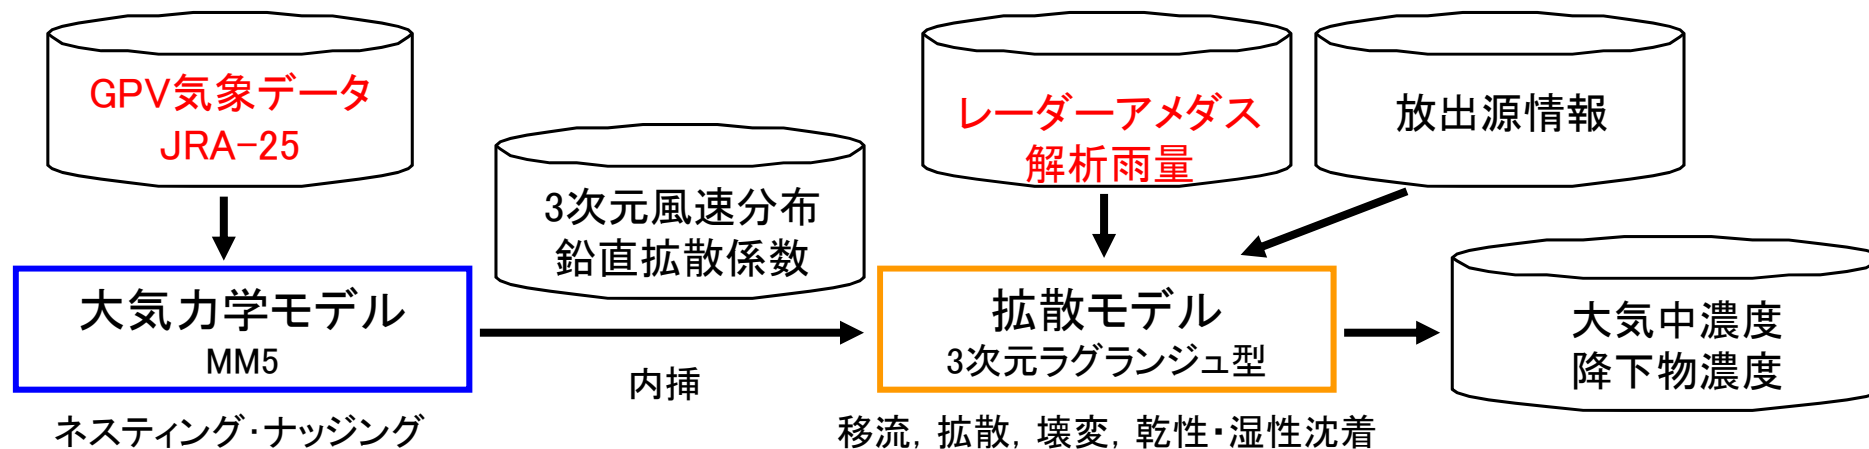 GPV気象データ
JRA-25
3次元風速分布
鉛直拡散係数
レーダーアメダス
解析雨量
放出源情報
大気力学モデル
MM5
ネスティング・ナッジング
内挿
拡散モデル
3次元ラグランジュ型
移流, 拡散, 壊変, 乾性・湿性沈着
大気中濃度
降下物濃度